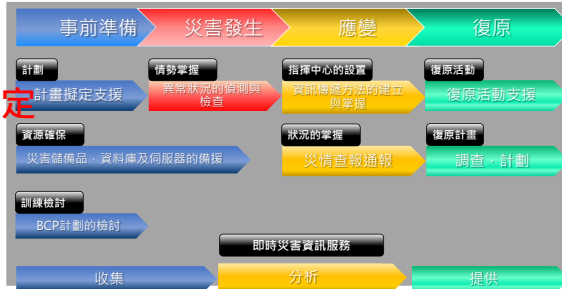 事前準備
災害發生
應變
復原
計劃
情勢掌握
指揮中心的設置
復原活動
定
計畫擬定支援
異常狀況的偵測與
檢查
資訊傳遞方法的建立
與掌握
復原活動支援
資源確保
狀況的掌握
復原計畫
災害儲備品．資料庫及伺服器的備援
災情查報通報
調查．計劃
訓練檢討
BCP計劃的檢討
即時災害資訊服務
收集
分析
提供